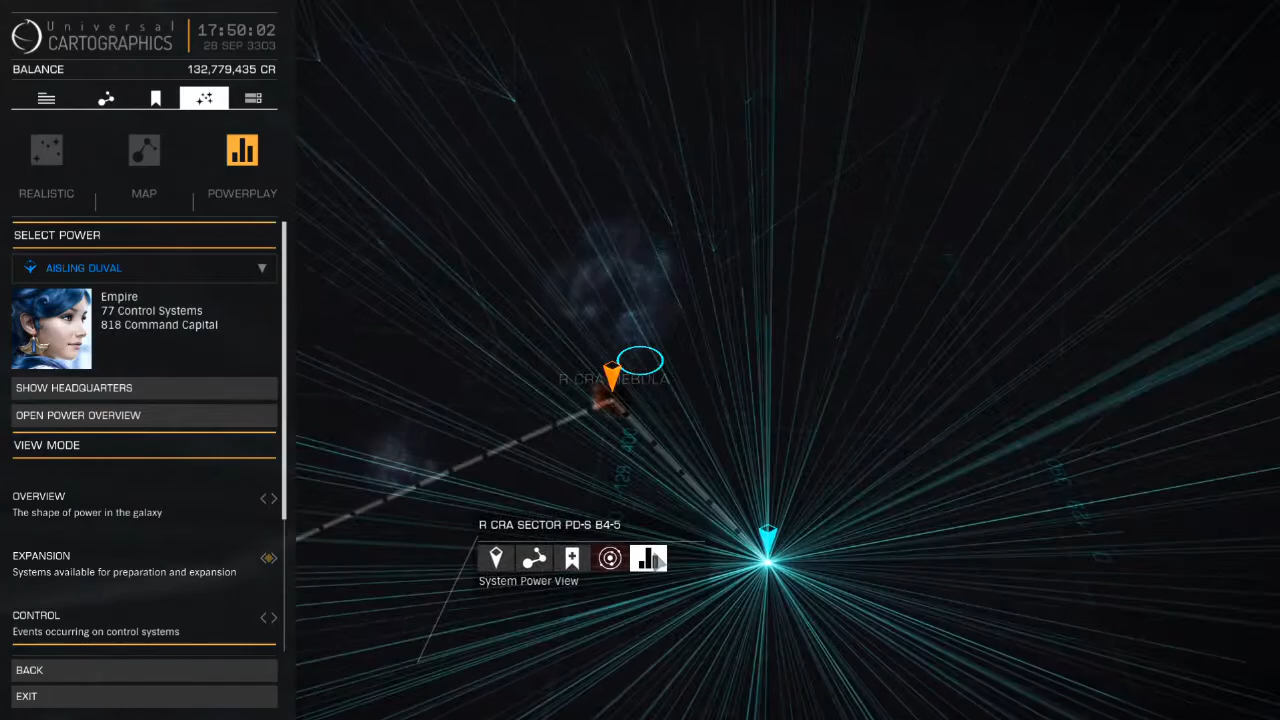 Universal
CARTOGRAPHICS
17:50:02
28 SEP 3303
BALANCE
132,779,435 CR
REALISTIC
MAP
POWERPLAY
SELECT POWER
AISLING DUVAL
Empire
77 Control Systems
818 Command Capital
SHOW HEADQUARTERS
OPEN POWER OVERVIEW
VIEW MODE
OVERVIEW
The shape of power in the galaxy
EXPANSION
Systems available for preparation and expansion
CONTROL
Events occurring on control systems
BACK
EXIT
R CRA NEBULA
R CRA SECTOR PD-S B4-5
System Power View